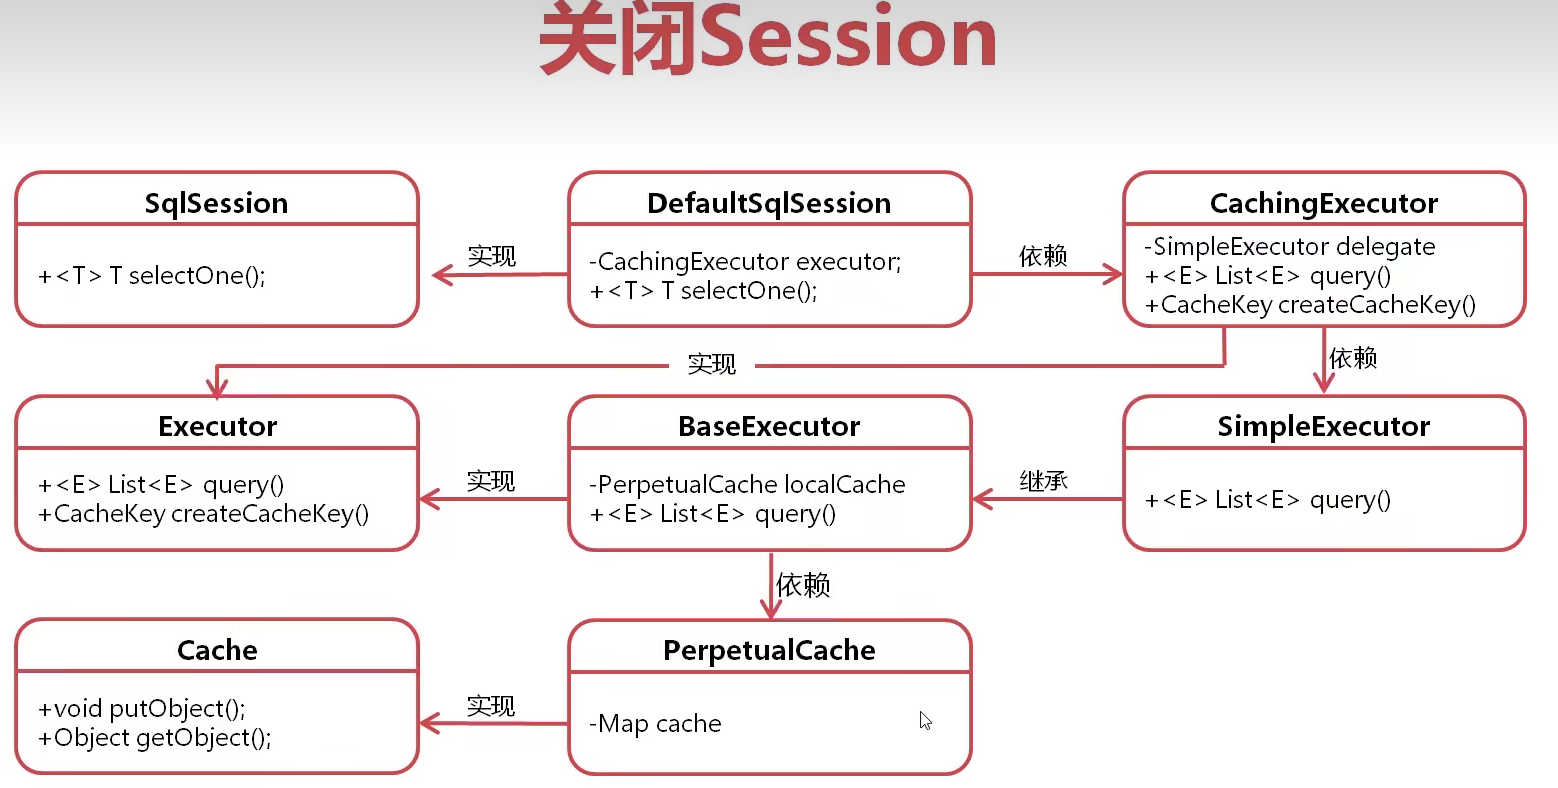 关闭Session
SqlSession
+<T> T selectOne();
实现
DefaultSqlSession
-CachingExecutor executor;
+<T> T selectOne();
依赖
CachingExecutor
-SimpleExecutor delegate
+<E> List<E> query()
+CacheKey createCacheKey()
实现
依赖
Executor
+<E> List<E> query()
+CacheKey createCacheKey()
实现
BaseExecutor
-PerpetualCache localCache
+<E> List<E> query()
继承
SimpleExecutor
+<E> List<E> query()
依赖
Cache
+void putObject();
+Object getObject();
实现
PerpetualCache
-Map cache